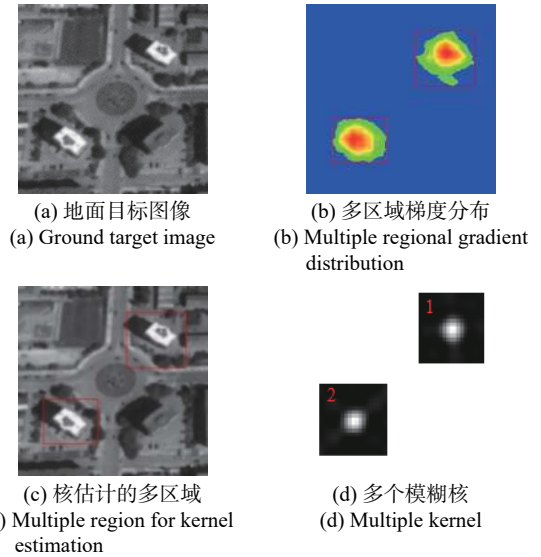 (a) 地面目标图像
(a) Ground target image
(b) 多区域梯度分布
(b) Multiple regional gradient
distribution
1
2
(c) 核估计的多区域
) Multiple region for kernel
estimation
(d) 多个模糊核
(d) Multiple kernel